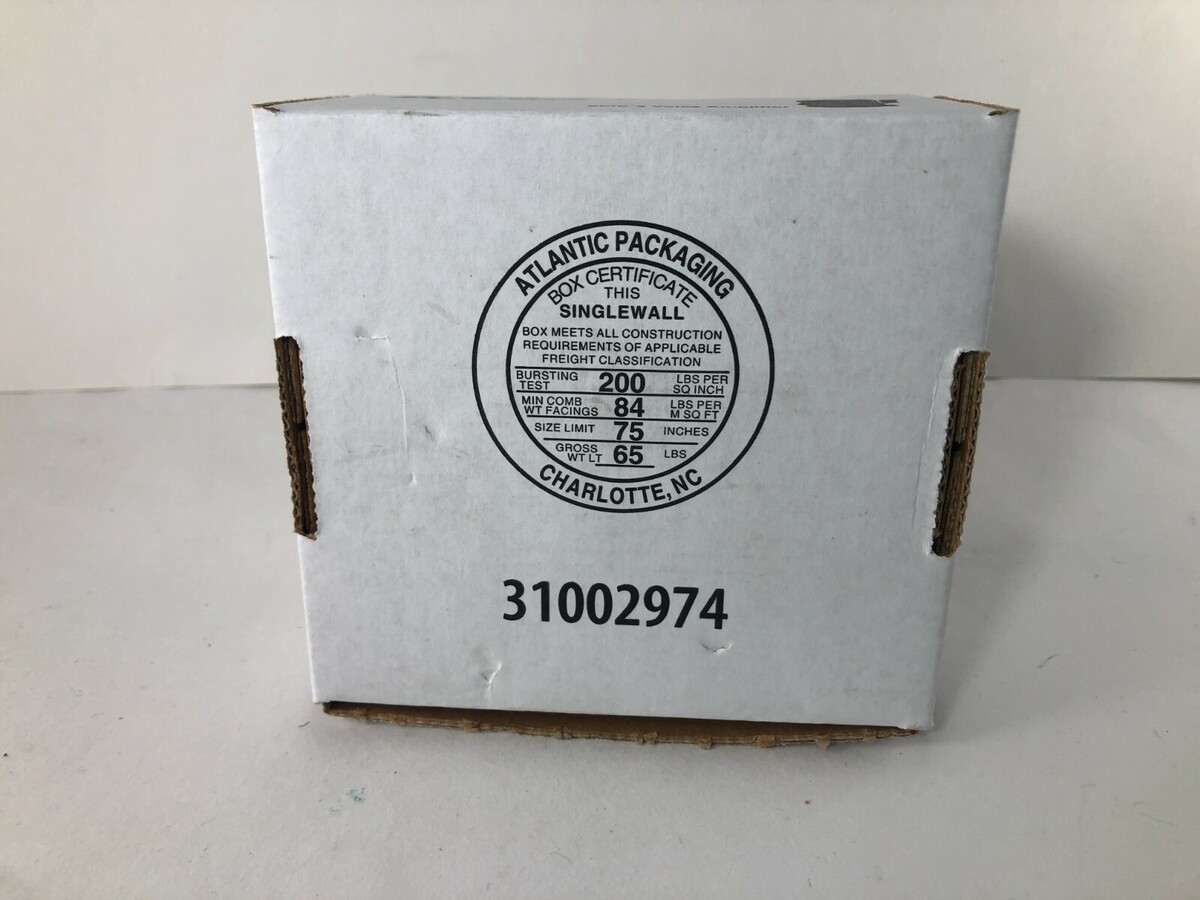 ATLANTIC PACKAGING
BOX CERTIFICATE
THIS
SINGLEWALL
BOX MEETS ALL CONSTRUCTION
REQUIREMENTS OF APPLICABLE
FREIGHT CLASSIFICATION
BURSTING TEST 200 LBS PER SQ INCH
MIN COMB WT FACINGS 84 LBS PER M SQ FT
SIZE LIMIT 75 INCHES
GROSS WT LT 65 LBS
CHARLOTTE, NC
31002974